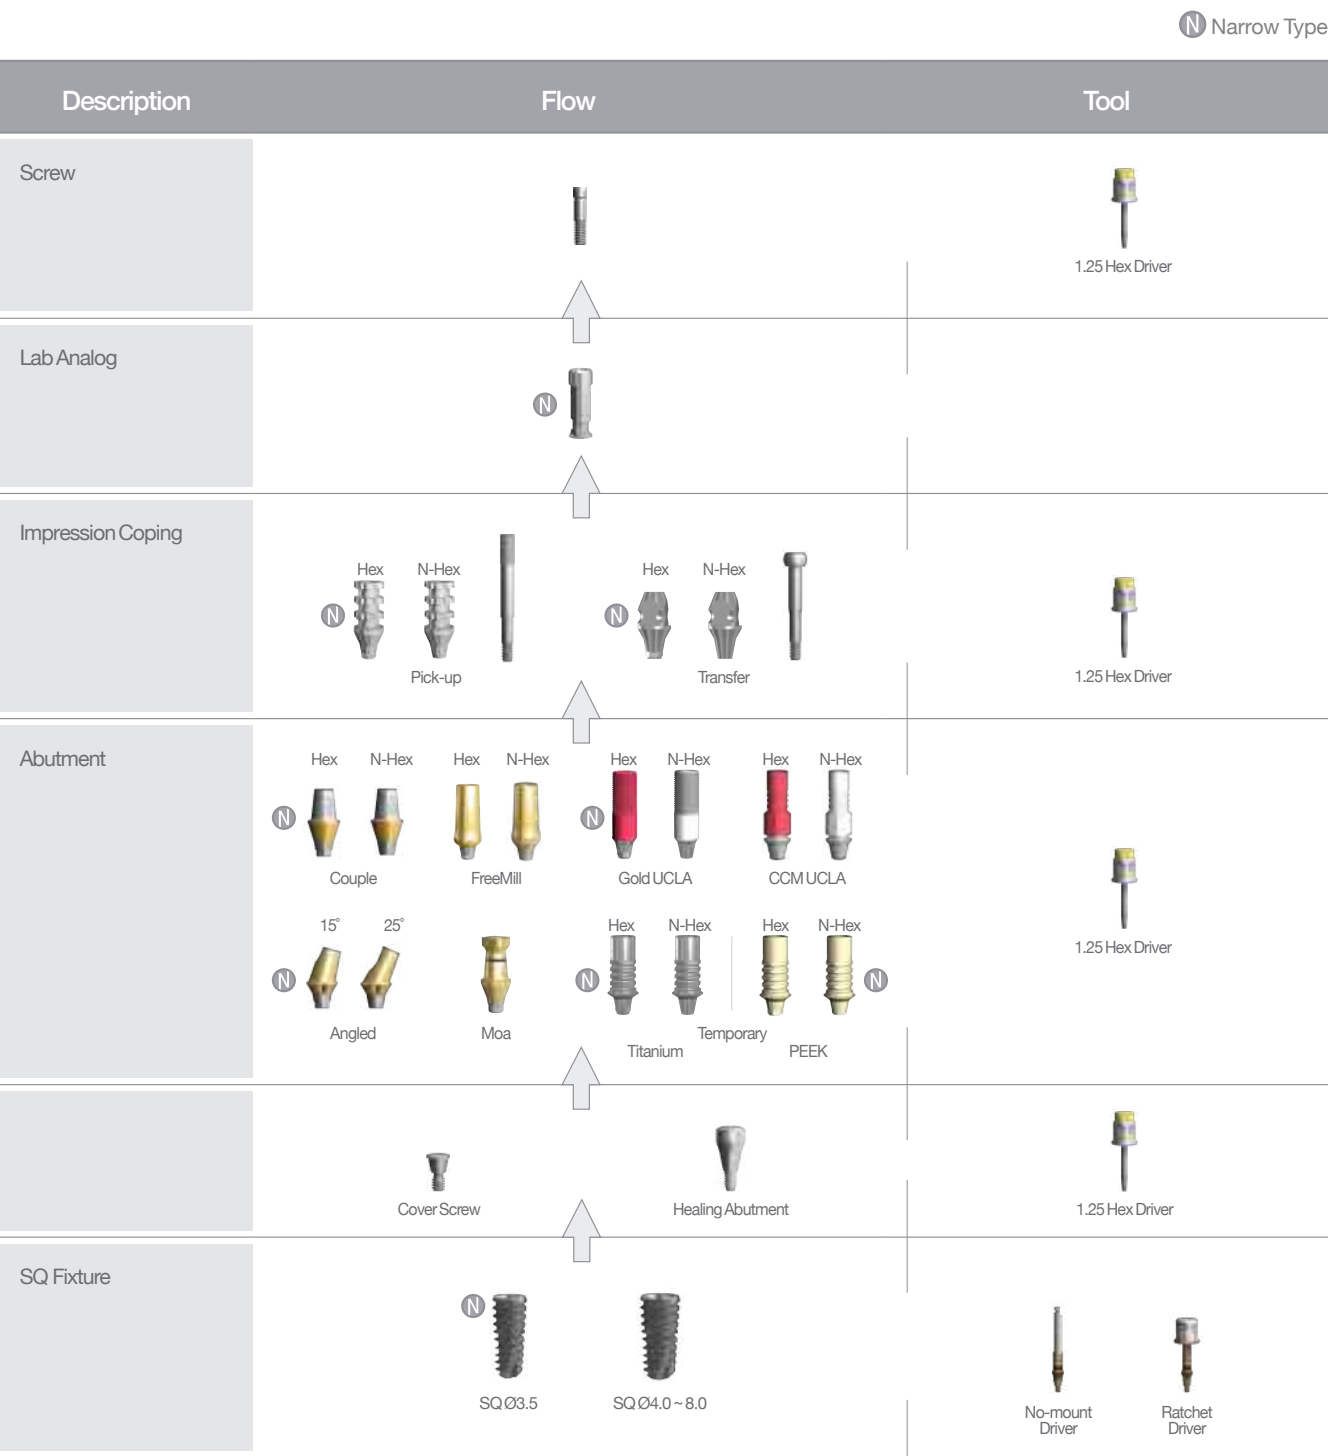 N Narrow Type
Description Flow Tool
Screw
1.25 Hex Driver
Lab Analog
N
Impression Coping
Hex N-Hex Hex N-Hex
N N
Pick-up Transfer
1.25 Hex Driver
Abutment
Hex N-Hex Hex N-Hex Hex N-Hex Hex N-Hex
N N
Couple FreeMill Gold UCLA CCM UCLA
15° 25° Hex N-Hex Hex N-Hex
1.25 Hex Driver
N N N
Angled Moa Temporary
Titanium PEEK
Cover Screw Healing Abutment 1.25 Hex Driver
SQ Fixture
N
SQ Ø3.5 SQ Ø4.0 ~ 8.0
No-mount Ratchet
Driver Driver